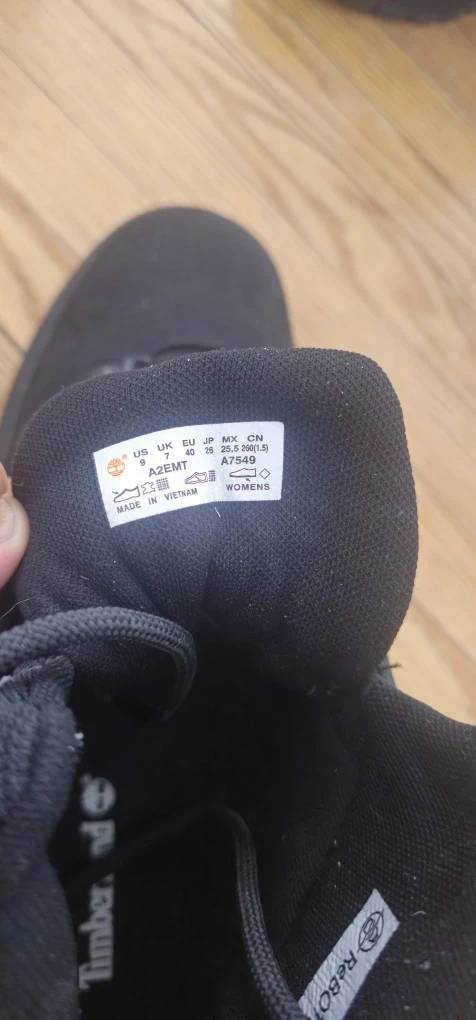 US UK EU JP MX CN
9 7 40 26 25,5 260(1.5)
A2EMT A7549
MADE IN VIETNAM WOMENS
Timberland
ReBO